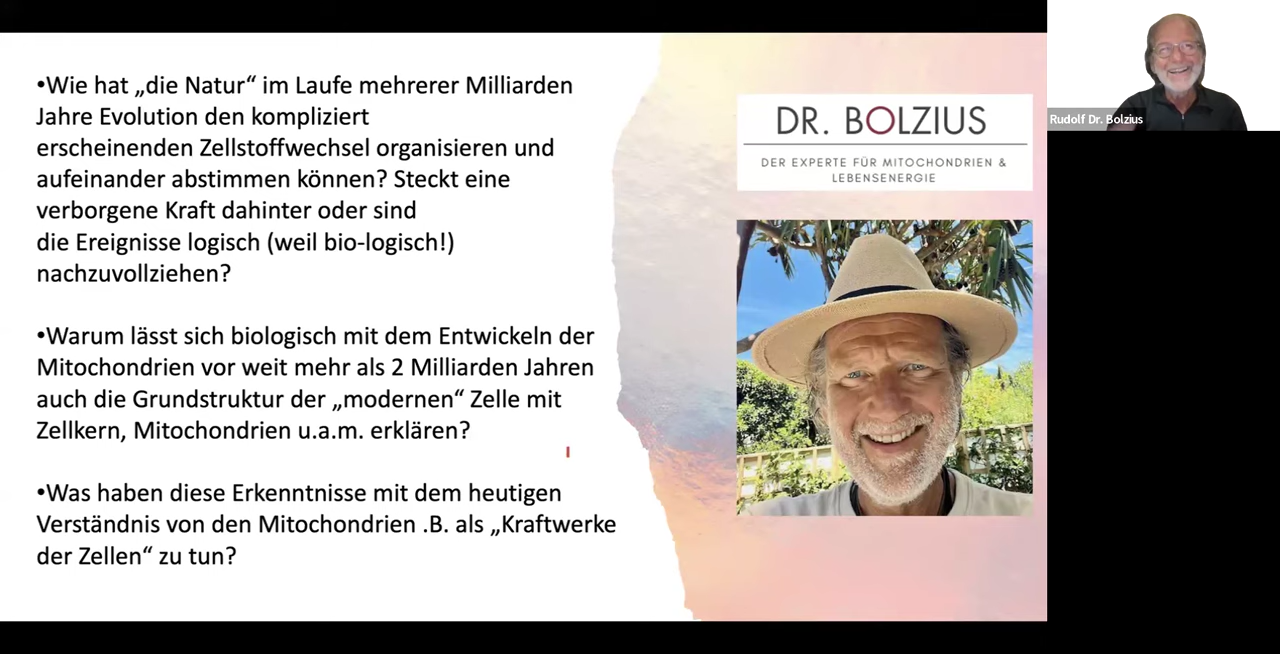 •Wie hat „die Natur“ im Laufe mehrerer Milliarden
Jahre Evolution den kompliziert
erscheinenden Zellstoffwechsel organisieren und
aufeinander abstimmen können? Steckt eine
verborgene Kraft dahinter oder sind
die Ereignisse logisch (weil bio-logisch!)
nachzuvollziehen?
•Warum lässt sich biologisch mit dem Entwickeln der
Mitochondrien vor weit mehr als 2 Milliarden Jahren
auch die Grundstruktur der „modernen“ Zelle mit
Zellkern, Mitochondrien u.a.m. erklären?
•Was haben diese Erkenntnisse mit dem heutigen
Verständnis von den Mitochondrien .B. als „Kraftwerke
der Zellen“ zu tun?
DR. BOLZIUS
DER EXPERTE FÜR MITOCHONDRIEN &
LEBENSENERGIE
Rudolf Dr. Bolzius